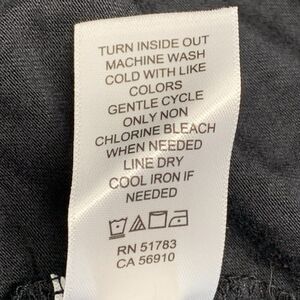 TURN INSIDE OUT
MACHINE WASH
COLD WITH LIKE
COLORS
GENTLE CYCLE
ONLY NON
CHLORINE BLEACH
WHEN NEEDED
LINE DRY
COOL IRON IF
NEEDED
RN 51783
CA 56910